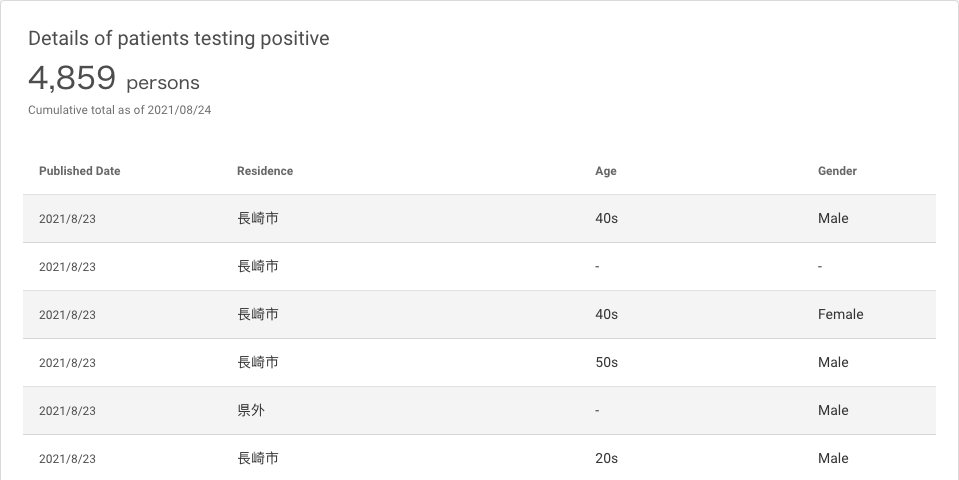 Details of patients testing positive
4,859 persons
Cumulative total as of 2021/08/24
Published Date Residence Age Gender
2021/8/23 長崎市 40s Male
2021/8/23 長崎市 - -
2021/8/23 長崎市 40s Female
2021/8/23 長崎市 50s Male
2021/8/23 県外 - Male
2021/8/23 長崎市 20s Male